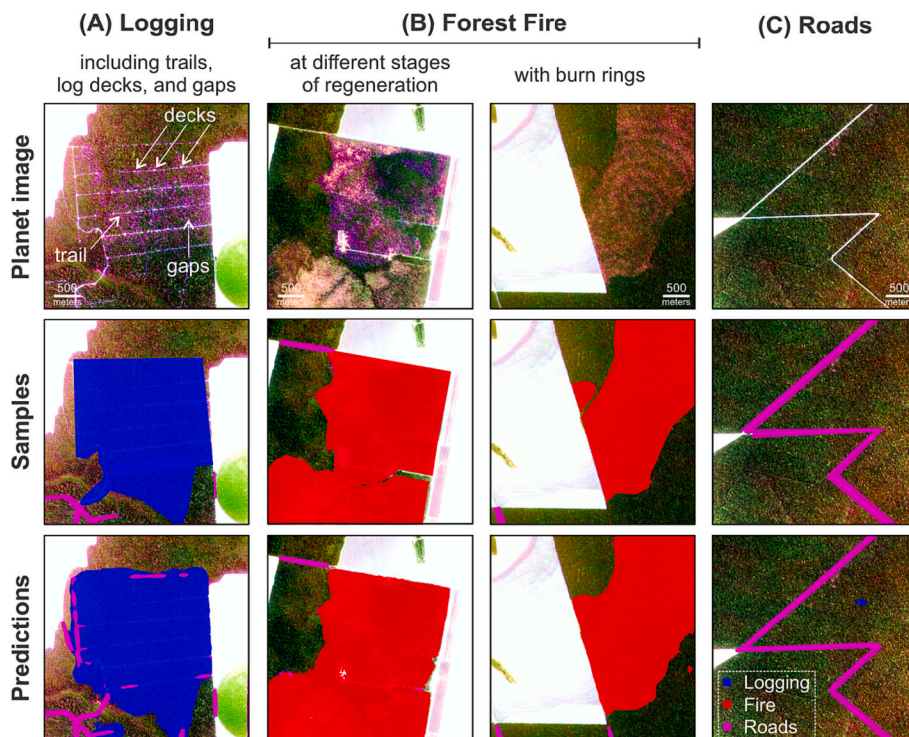 (A) Logging
(B) Forest Fire
(C) Roads
including trails,
log decks, and gaps
at different stages
of regeneration
with burn rings
Planet image
decks
trail
gaps
500
meters
500
meters
500
meters
500
meters
Samples
Predictions
Logging
Fire
Roads